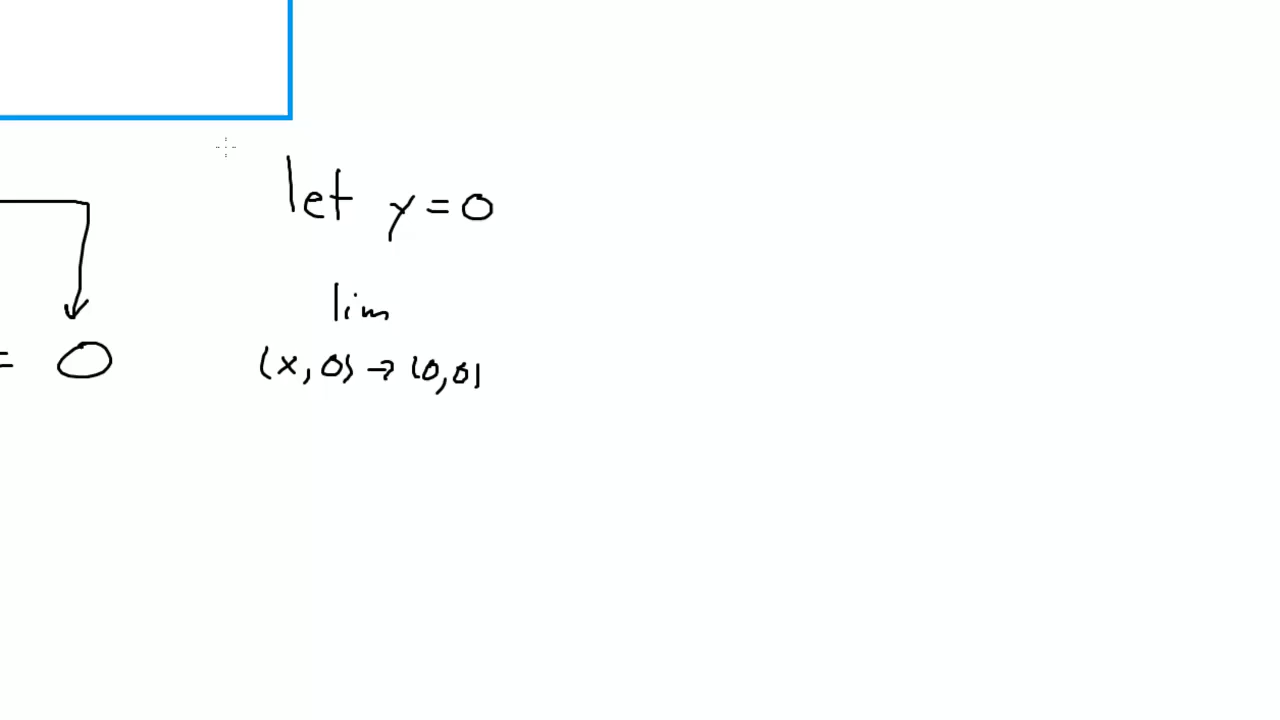 let y = 0
lim
= 0
(x, 0) → (0, 0)